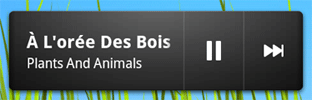 À L'orée Des Bois
Plants And Animals